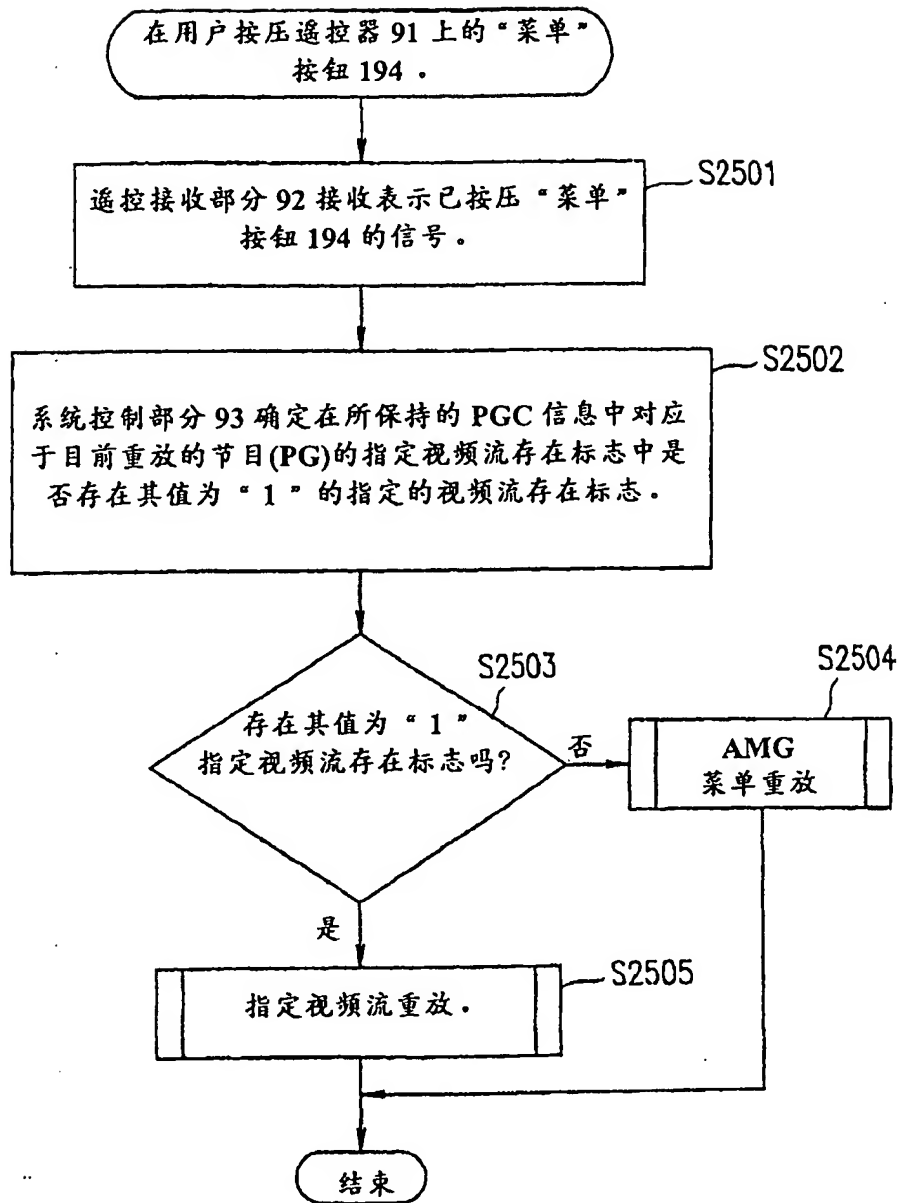 在用户按压遥控器 91 上的“菜单”
按钮 194 。
S2501
遥控接收部分 92 接收表示已按压“菜单”
按钮 194 的信号。
S2502
系统控制部分 93 确定在所保持的 PGC 信息中对应
于目前重放的节目(PG)的指定视频流存在标志中是
否存在其值为“1”的指定的视频流存在标志。
S2503
存在其值为“1”
指定视频流存在标志吗?
否
S2504
AMG
菜单重放
是
S2505
指定视频流重放.
结束